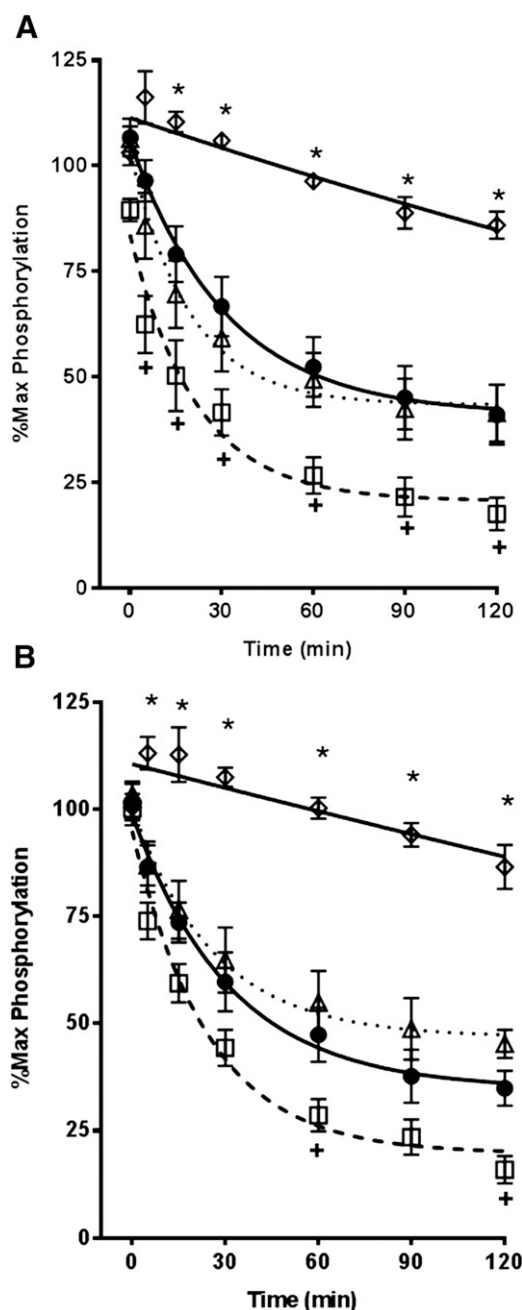 A
125
* * * * * *
100
75
50
25
0
+ + + + + +
%Max Phosphorylation
0 30 60 90 120
Time (min)
B
125
* * * * * *
100
75
50
25
0
+ +
%Max Phosphorylation
0 30 60 90 120
Time (min)